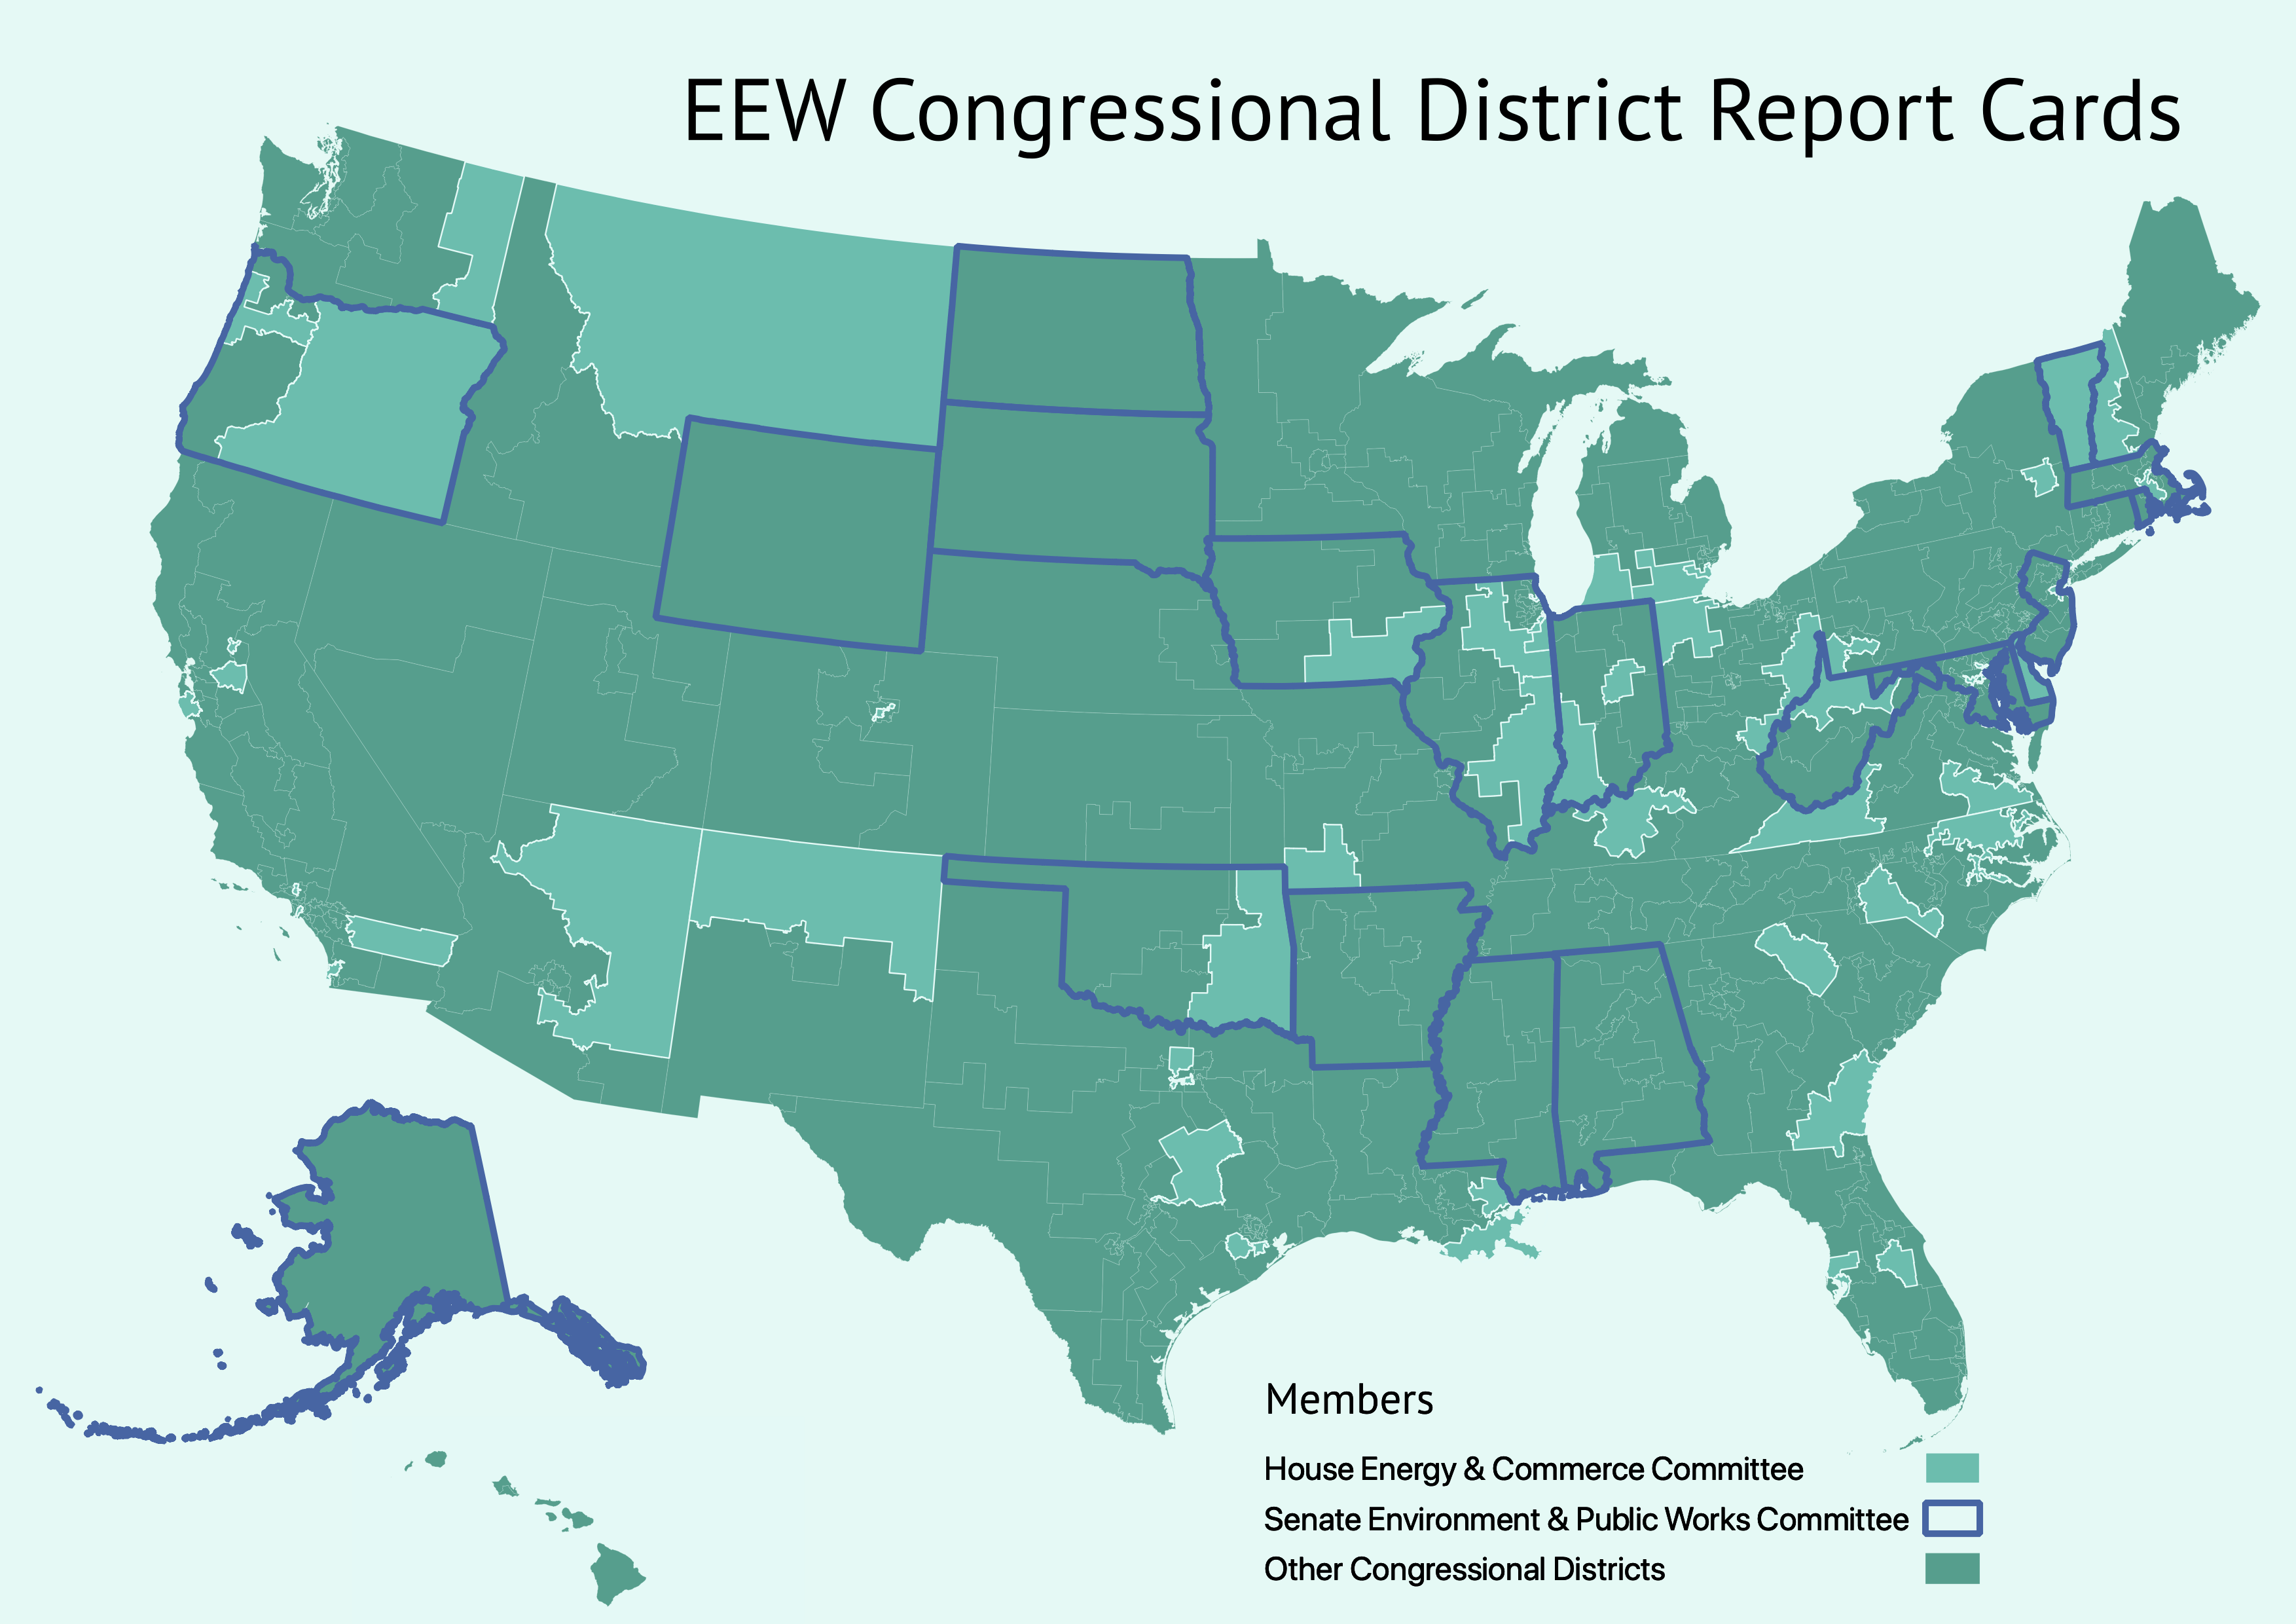 EEW Congressional District Report Cards
Members
House Energy & Commerce Committee
Senate Environment & Public Works Committee
Other Congressional Districts